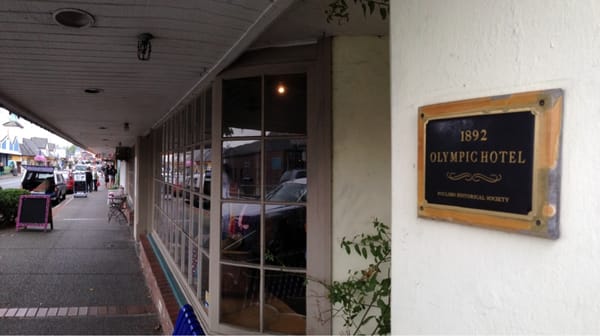 1892
OLYMPIC HOTEL
POULSBO HISTORICAL SOCIETY